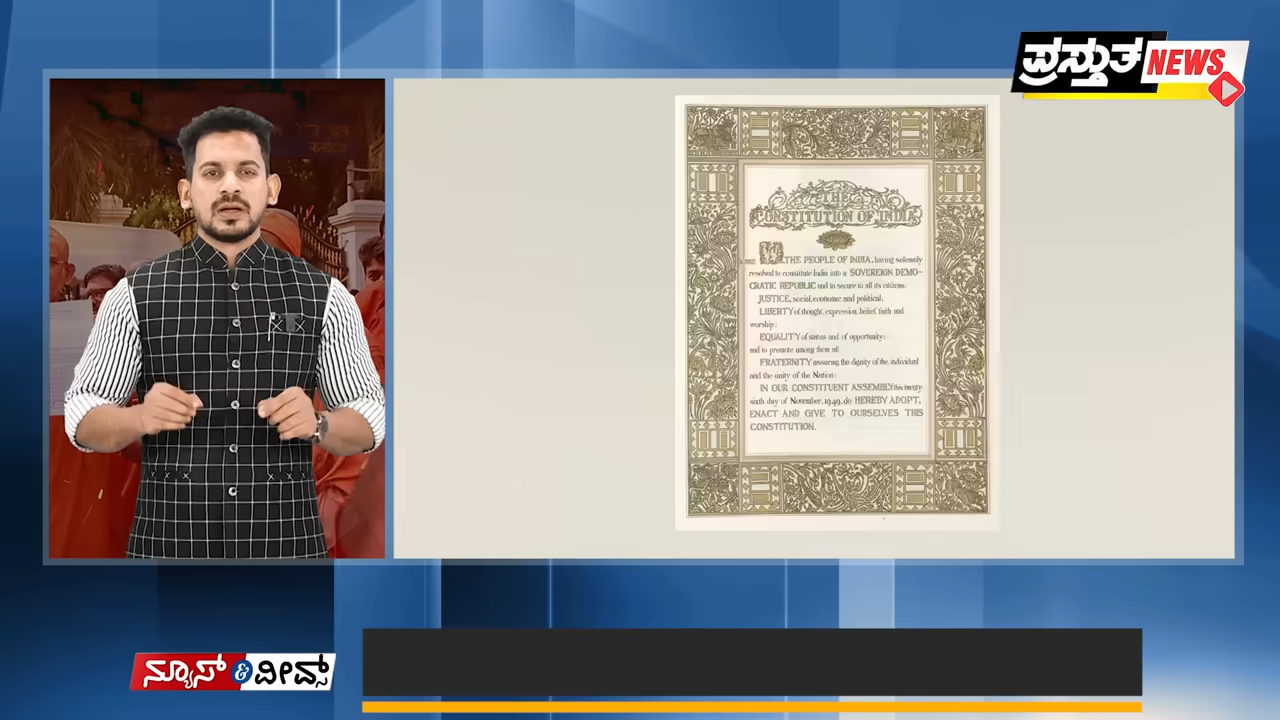 ಪ್ರಸ್ತುತ NEWS
THE
CONSTITUTION OF INDIA
WE, THE PEOPLE OF INDIA, having solemnly
resolved to constitute India into a SOVEREIGN DEMO-
CRATIC REPUBLIC and to secure to all its citizens:
JUSTICE, social, economic and political;
LIBERTY of thought, expression, belief, faith and
worship;
EQUALITY of status and of opportunity;
and to promote among them all
FRATERNITY assuring the dignity of the individual
and the unity of the Nation;
IN OUR CONSTITUENT ASSEMBLY this twenty-
sixth day of November, 1949, do HEREBY ADOPT,
ENACT AND GIVE TO OURSELVES THIS
CONSTITUTION.
ನ್ಯೂಸ್ & ವೀವ್ಸ್